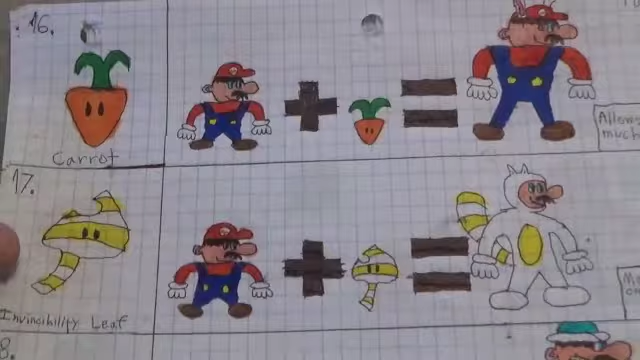 16.
Carrot
Allows
much
17.
Invincibility Leaf